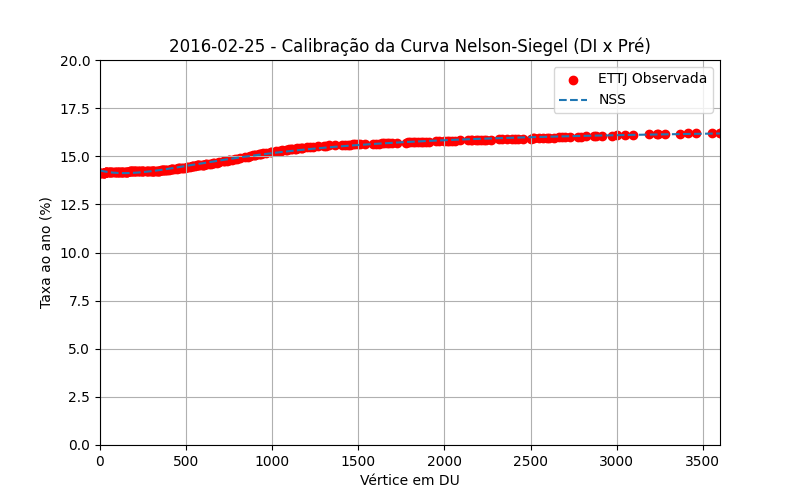 2016-02-25 - Calibração da Curva Nelson-Siegel (DI x Pré)
ETTJ Observada
NSS
Taxa ao ano (%)
20.0
17.5
15.0
12.5
10.0
7.5
5.0
2.5
0.0
0 500 1000 1500 2000 2500 3000 3500
Vértice em DU